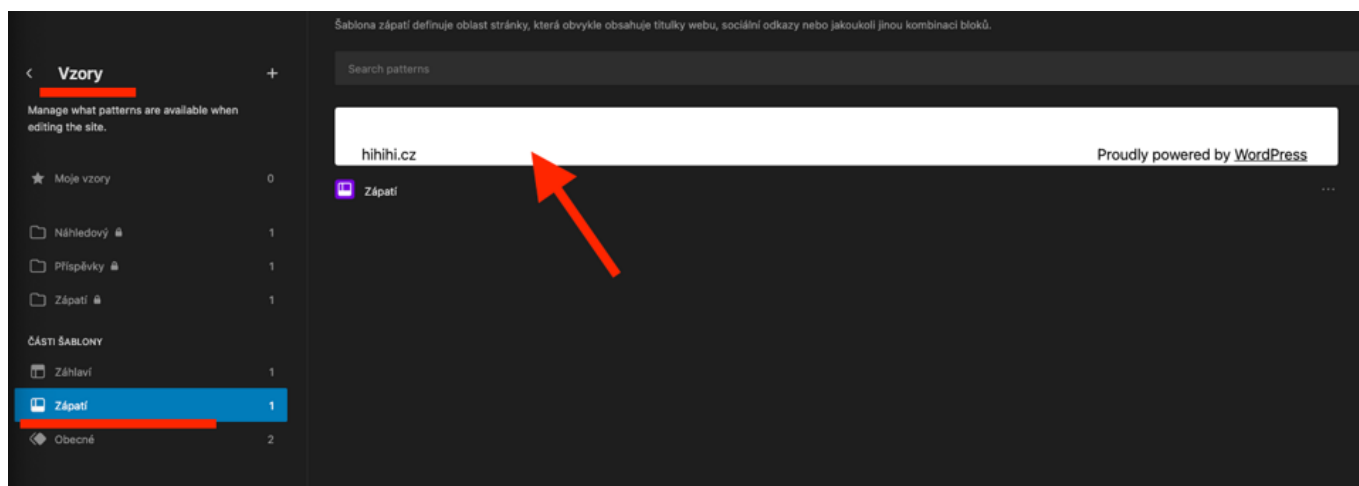 Šablona zápatí definuje oblast stránky, která obvykle obsahuje titulky webu, sociální odkazy nebo jakoukoli jinou kombinaci bloků.
Vzory
Manage what patterns are available when
editing the site.
Moje vzory 0
Náhledový 1
Příspěvky 1
Zápatí 1
ČÁSTI ŠABLONY
Záhlaví 1
Zápatí 1
Obecné 2
Search patterns
hihihi.cz
Proudly powered by WordPress
Zápatí